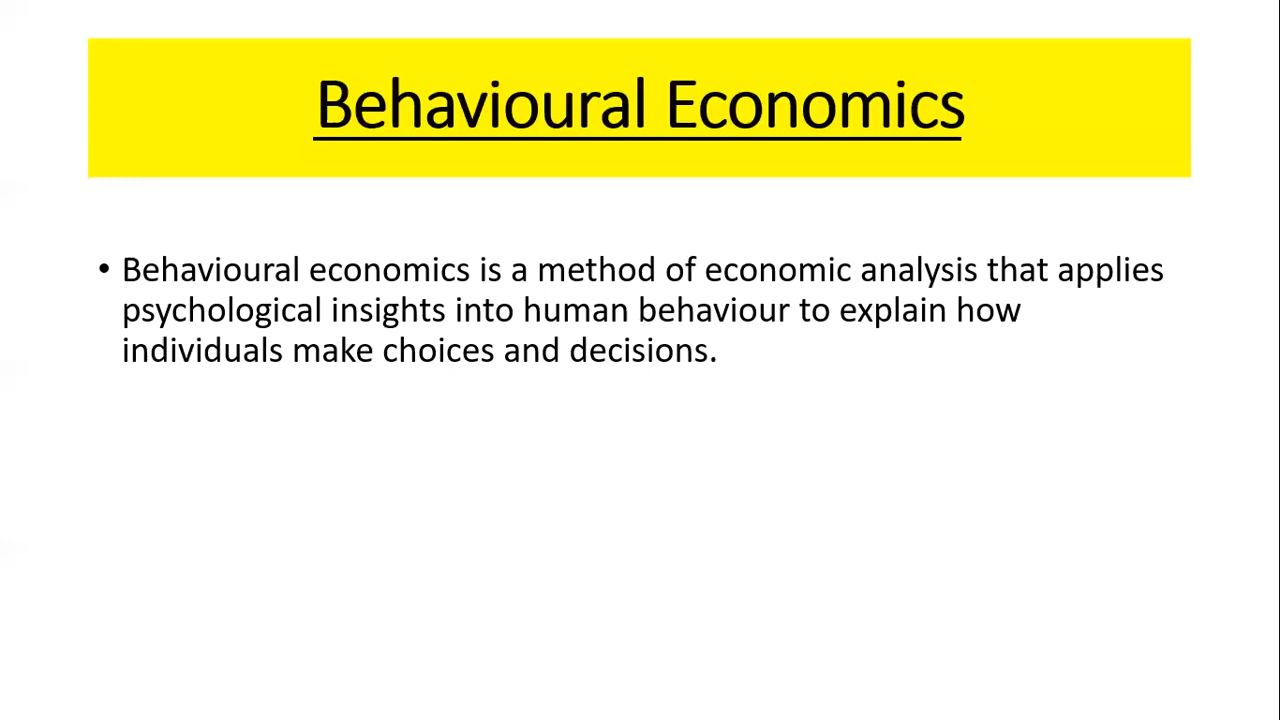 Behavioural Economics
• Behavioural economics is a method of economic analysis that applies
psychological insights into human behaviour to explain how
individuals make choices and decisions.